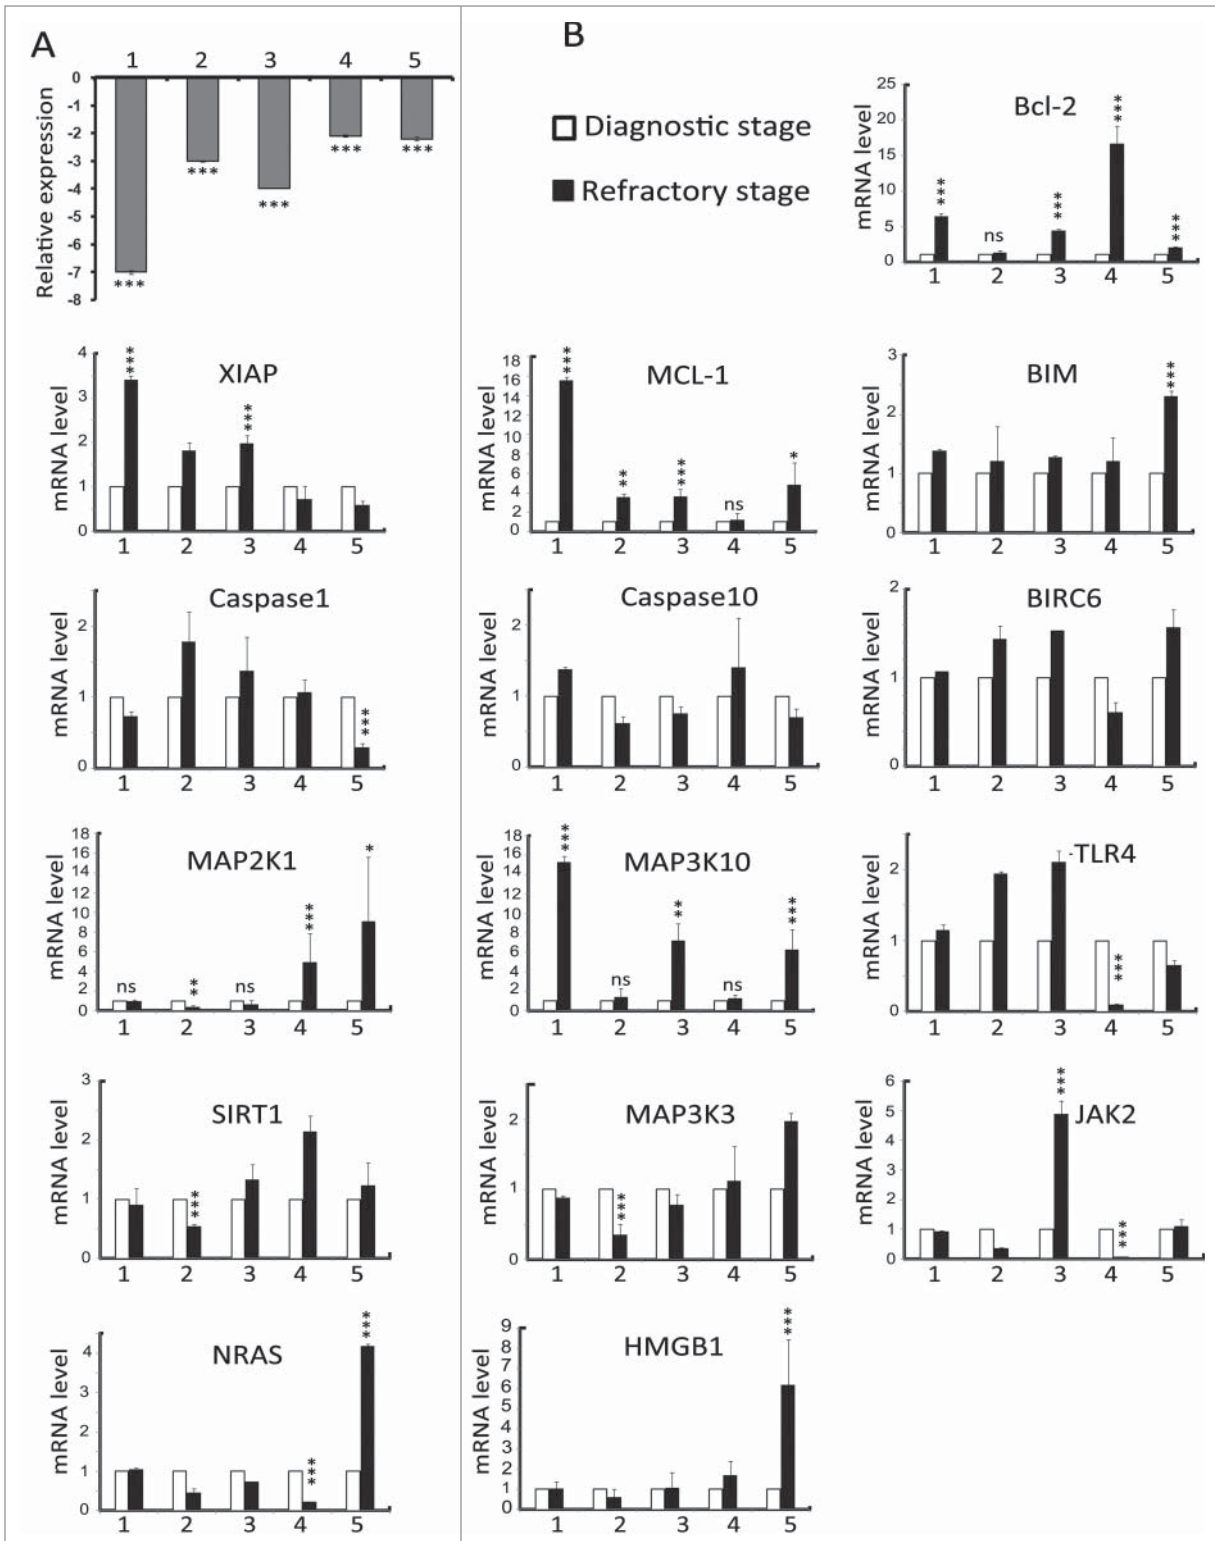 A
B
1 2 3 4 5
Relative expression
0
-1
-2
-3
-4
-5
-6
-7
-8
*** *** *** *** ***
Diagnostic stage
Refractory stage
Bcl-2
mRNA level
25
20
15
10
5
0
*** ns *** *** ***
1 2 3 4 5
XIAP
mRNA level
4
3
2
1
0
*** ***
1 2 3 4 5
MCL-1
mRNA level
18
16
14
12
10
8
6
4
2
0
*** ** *** ns *
1 2 3 4 5
BIM
mRNA level
3
2
1
0
***
1 2 3 4 5
Caspase1
mRNA level
2
1
0
***
1 2 3 4 5
Caspase10
mRNA level
2
1
0
1 2 3 4 5
BIRC6
mRNA level
2
1
0
1 2 3 4 5
MAP2K1
mRNA level
18
16
14
12
10
8
6
4
2
0
ns ** ns *** *
1 2 3 4 5
MAP3K10
mRNA level
18
16
14
12
10
8
6
4
2
0
*** ns ** ns ***
1 2 3 4 5
TLR4
mRNA level
2
1
0
***
1 2 3 4 5
SIRT1
mRNA level
3
2
1
0
***
1 2 3 4 5
MAP3K3
mRNA level
2
1
0
***
1 2 3 4 5
JAK2
mRNA level
6
5
4
3
2
1
0
*** ***
1 2 3 4 5
NRAS
mRNA level
4
3
2
1
0
*** ***
1 2 3 4 5
HMGB1
mRNA level
9
8
7
6
5
4
3
2
1
0
***
1 2 3 4 5